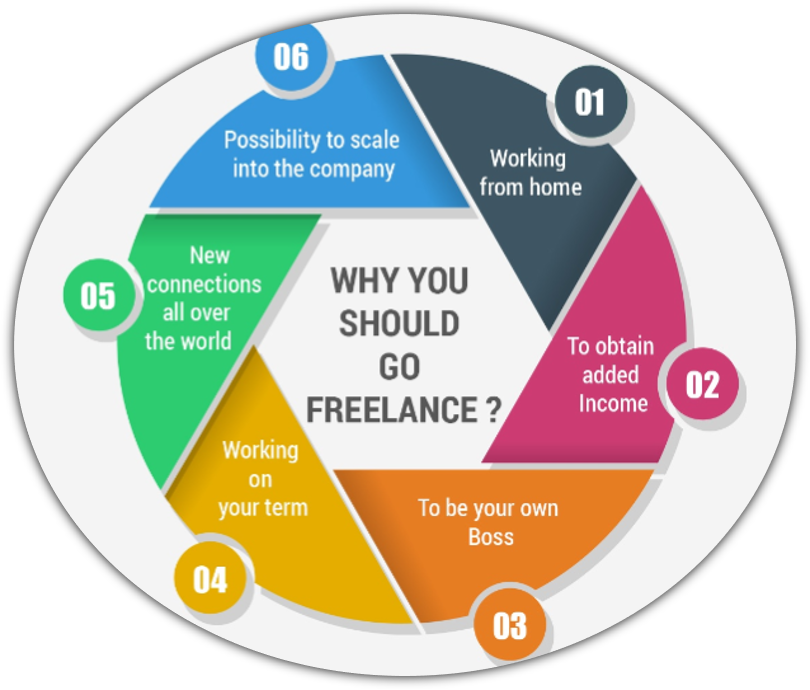 WHY YOU
SHOULD
GO
FREELANCE ?
01
Working
from home
02
To obtain
added
Income
03
To be your own
Boss
04
Working
on
your term
05
New
connections
all over
the world
06
Possibility to scale
into the company